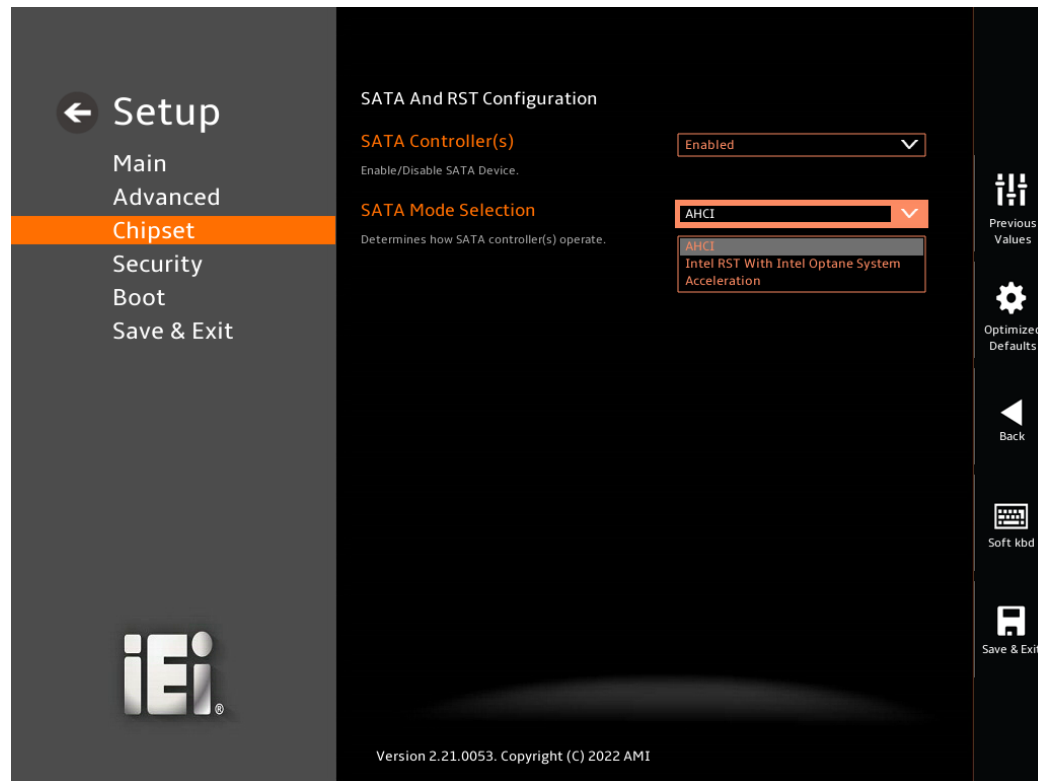 Setup
Main
Advanced
Chipset
Security
Boot
Save & Exit
iEi®
SATA And RST Configuration
SATA Controller(s)
Enabled
Enable/Disable SATA Device.
SATA Mode Selection
AHCI
Determines how SATA controller(s) operate.
AHCI
Intel RST With Intel Optane System
Acceleration
Version 2.21.0053. Copyright (C) 2022 AMI
Previous
Values
Optimized
Defaults
Back
Soft kbd
Save & Exit